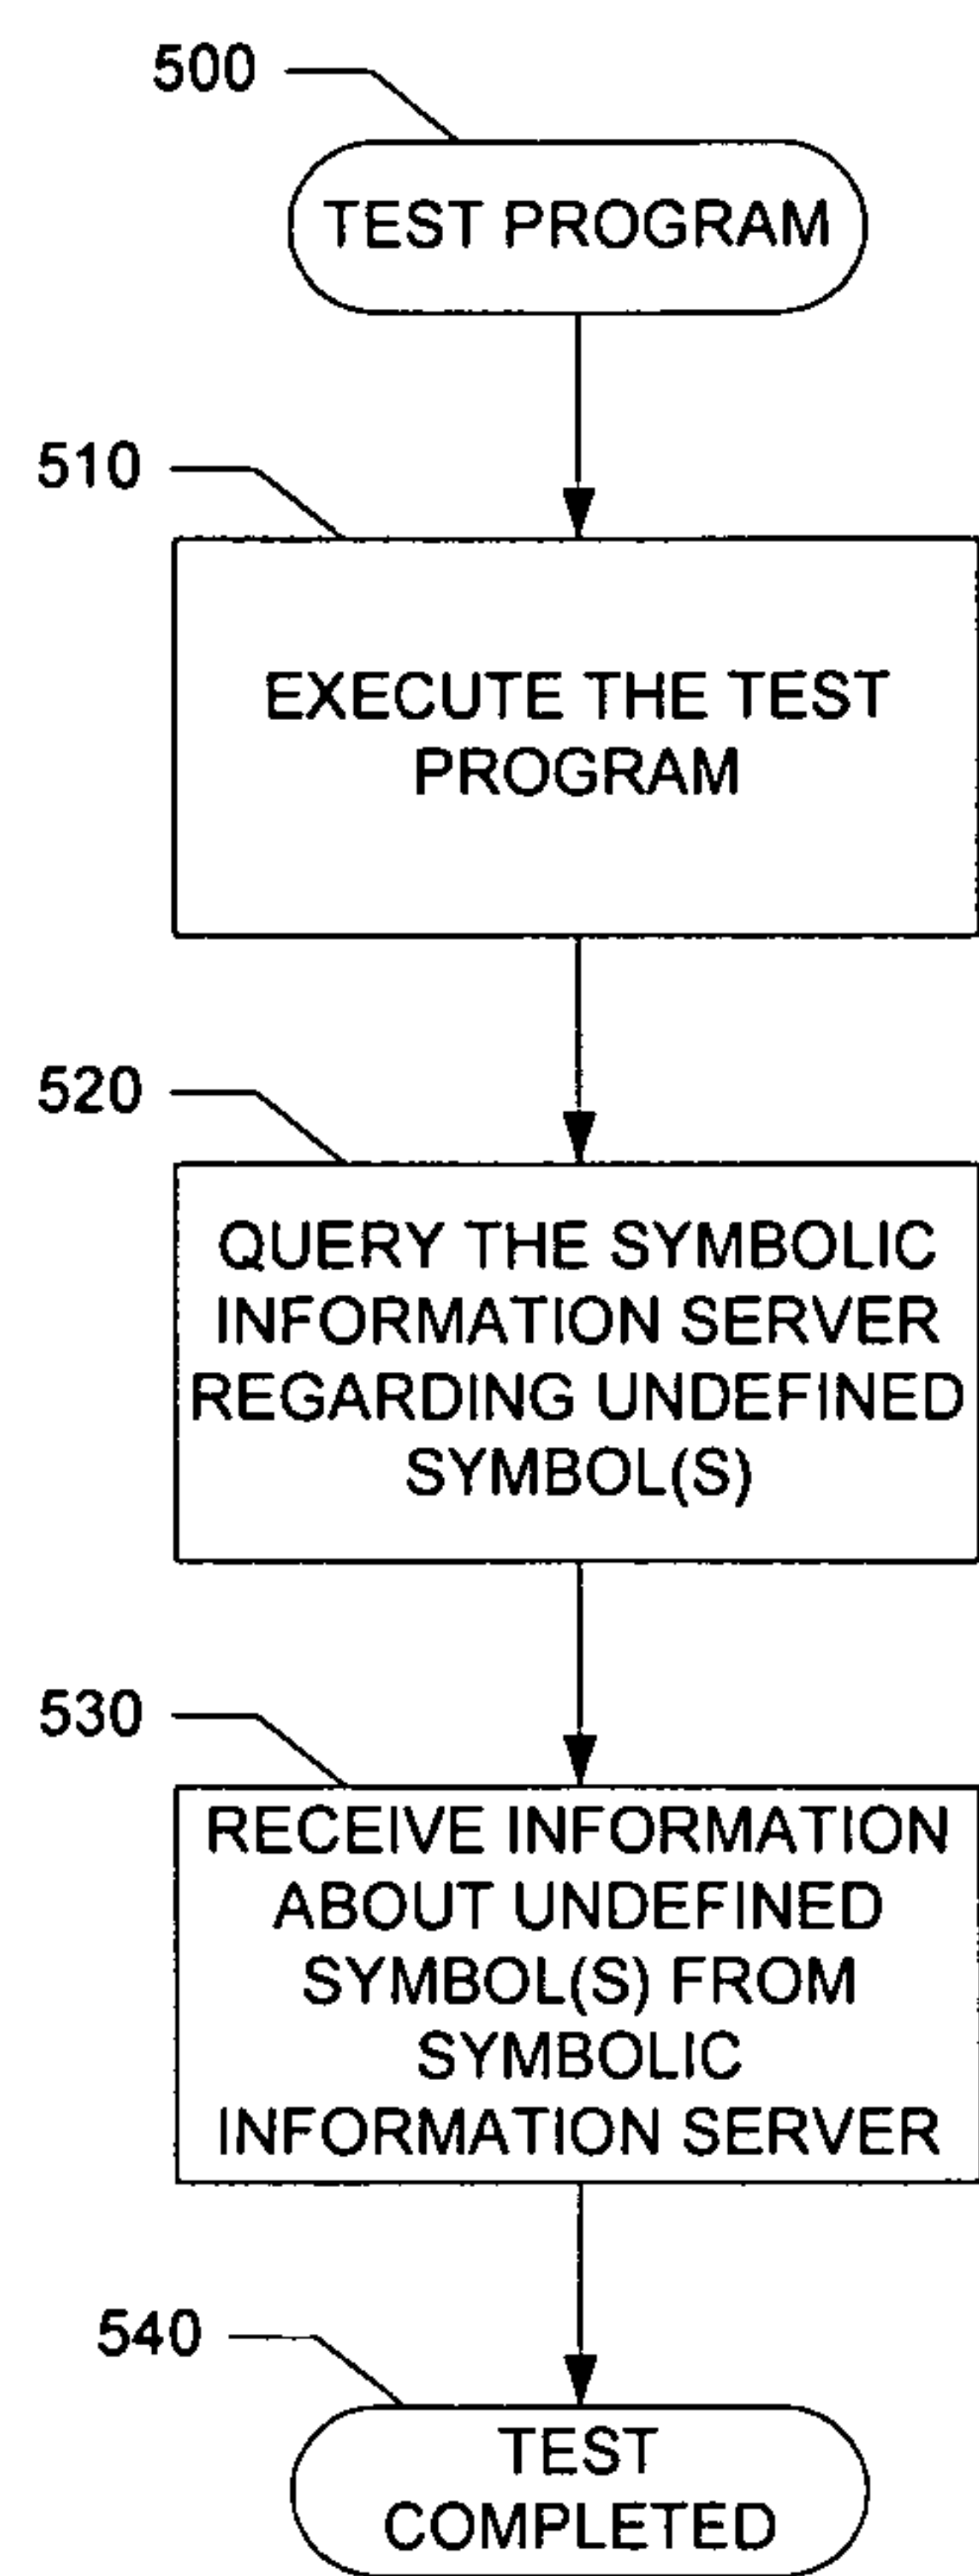 500
TEST PROGRAM
510
EXECUTE THE TEST
PROGRAM
520
QUERY THE SYMBOLIC
INFORMATION SERVER
REGARDING UNDEFINED
SYMBOL(S)
530
RECEIVE INFORMATION
ABOUT UNDEFINED
SYMBOL(S) FROM
SYMBOLIC
INFORMATION SERVER
540
TEST
COMPLETED